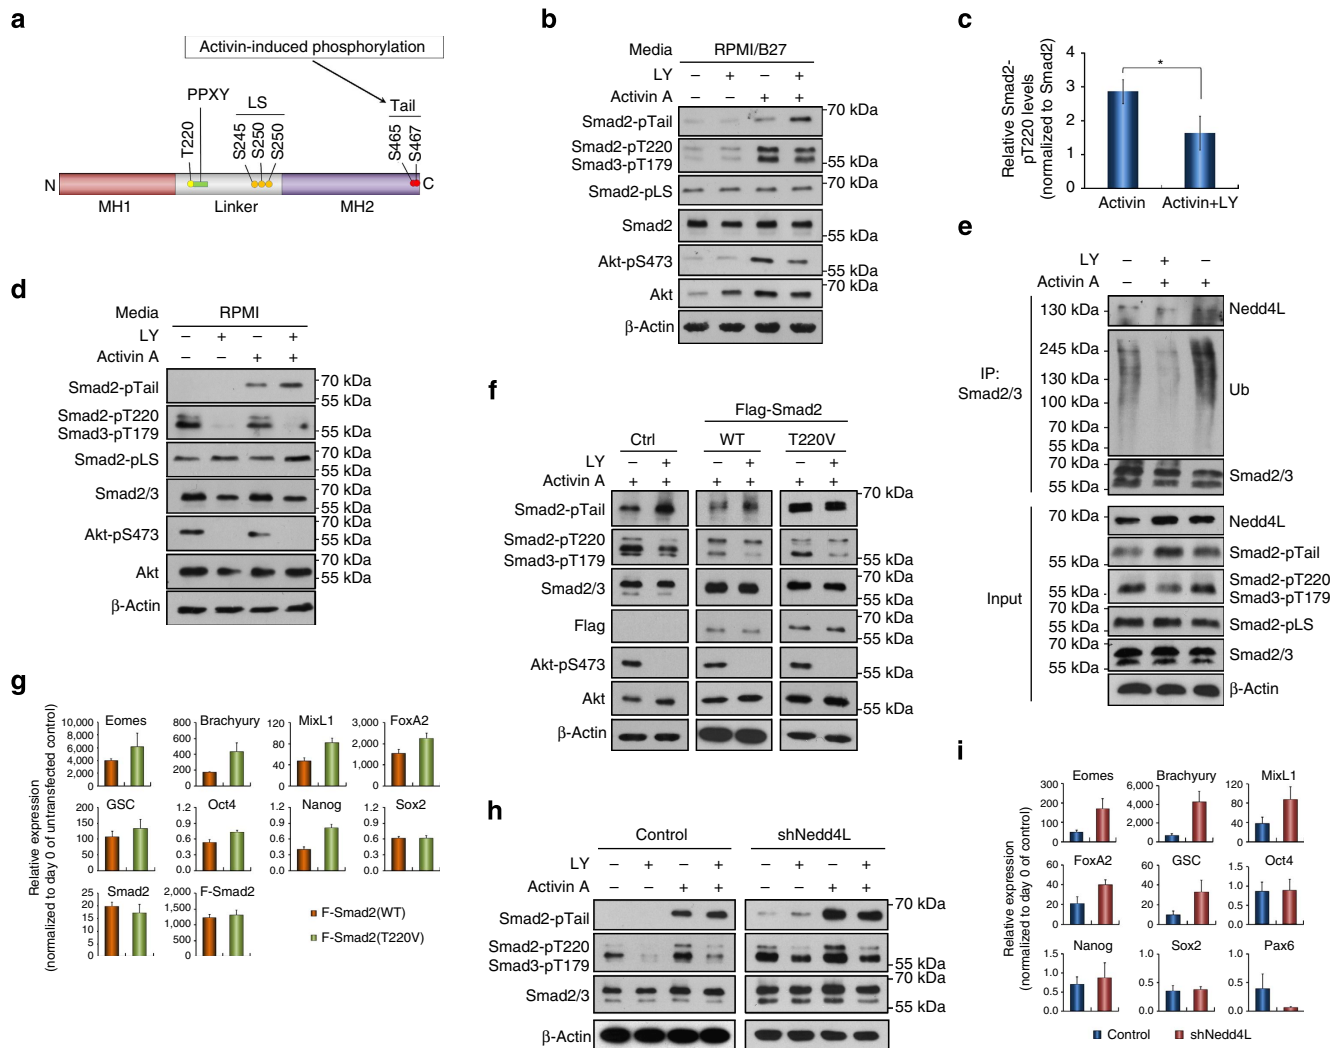 a
Activin-induced phosphorylation
PPXY
LS
Tail
T220
S245
S250
S250
S465
S467
N
C
MH1
Linker
MH2
b
Media
RPMI/B27
LY
– + – +
Activin A
– – + +
Smad2-pTail
70 kDa
Smad2-pT220
Smad3-pT179
55 kDa
Smad2-pLS
70 kDa
Smad2
55 kDa
Akt-pS473
55 kDa
Akt
70 kDa
β-Actin
c
Relative Smad2-
pT220 levels
(normalized to Smad2)
4
3
2
1
0
*
Activin
Activin+LY
d
Media
RPMI
LY
– + – +
Activin A
– – + +
Smad2-pTail
70 kDa
55 kDa
Smad2-pT220
Smad3-pT179
55 kDa
Smad2-pLS
70 kDa
55 kDa
Smad2/3
70 kDa
55 kDa
Akt-pS473
70 kDa
55 kDa
Akt
70 kDa
55 kDa
β-Actin
e
LY
– + –
Activin A
– + +
IP:
Smad2/3
130 kDa
Nedd4L
245 kDa
130 kDa
100 kDa
70 kDa
55 kDa
Ub
70 kDa
55 kDa
Smad2/3
Input
70 kDa
Nedd4L
55 kDa
Smad2-pTail
55 kDa
Smad2-pT220
Smad3-pT179
70 kDa
55 kDa
Smad2-pLS
70 kDa
55 kDa
Smad2/3
β-Actin
f
Flag-Smad2
Ctrl
WT
T220V
LY
– + – + – +
Activin A
+ + + + + +
Smad2-pTail
70 kDa
Smad2-pT220
Smad3-pT179
55 kDa
Smad2/3
70 kDa
55 kDa
Flag
70 kDa
55 kDa
Akt-pS473
55 kDa
Akt
55 kDa
β-Actin
g
Relative expression
(normalized to day 0 of untransfected control)
Eomes
10,000
8,000
6,000
4,000
2,000
0
Brachyury
800
600
400
200
0
MixL1
120
80
40
0
FoxA2
3,000
2,000
1,000
0
GSC
200
150
100
50
0
Oct4
1.2
0.9
0.6
0.3
0.0
Nanog
1.2
0.9
0.6
0.3
0.0
Sox2
1.2
0.9
0.6
0.3
0.0
Smad2
25
20
15
10
5
0
F-Smad2
2,000
1,500
1,000
500
0
F-Smad2(WT)
F-Smad2(T220V)
h
Control
shNedd4L
LY
– + – + – + – +
Activin A
– – + + – – + +
Smad2-pTail
70 kDa
Smad2-pT220
Smad3-pT179
55 kDa
Smad2/3
70 kDa
55 kDa
β-Actin
i
Relative expression
(normalized to day 0 of control)
Eomes
300
200
100
0
Brachyury
6,000
4,000
2,000
0
MixL1
120
80
40
0
FoxA2
60
40
20
0
GSC
60
40
20
0
Oct4
1.5
1.0
0.5
0.0
Nanog
1.5
1.0
0.5
0.0
Sox2
1.0
0.5
0.0
Pax6
1.0
0.5
0.0
Control
shNedd4L